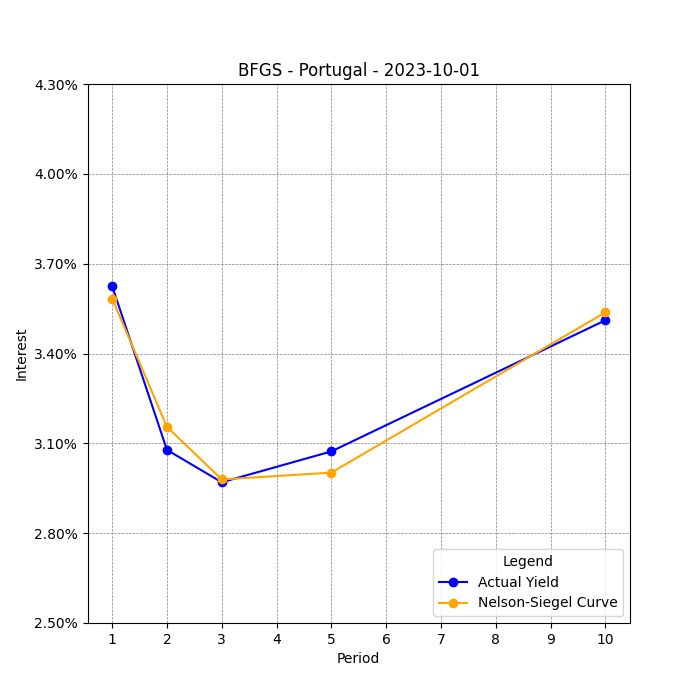 BFGS - Portugal - 2023-10-01
4.30%
4.00%
3.70%
3.40%
3.10%
2.80%
2.50%
Interest
1 2 3 4 5 6 7 8 9 10
Period
Legend
Actual Yield
Nelson-Siegel Curve